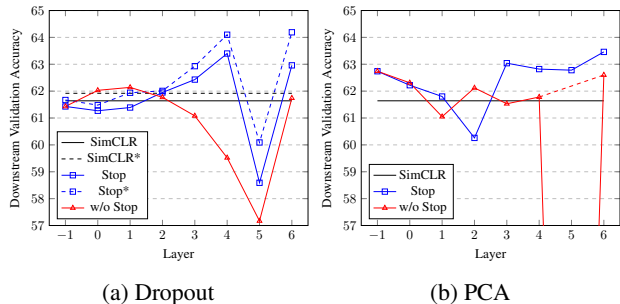 65
64
63
62
61
60
59
58
57
Downstream Validation Accuracy
SimCLR
SimCLR*
Stop
Stop*
w/o Stop
−1 0 1 2 3 4 5 6
Layer
(a) Dropout
65
64
63
62
61
60
59
58
57
Downstream Validation Accuracy
SimCLR
Stop
w/o Stop
−1 0 1 2 3 4 5 6
Layer
(b) PCA